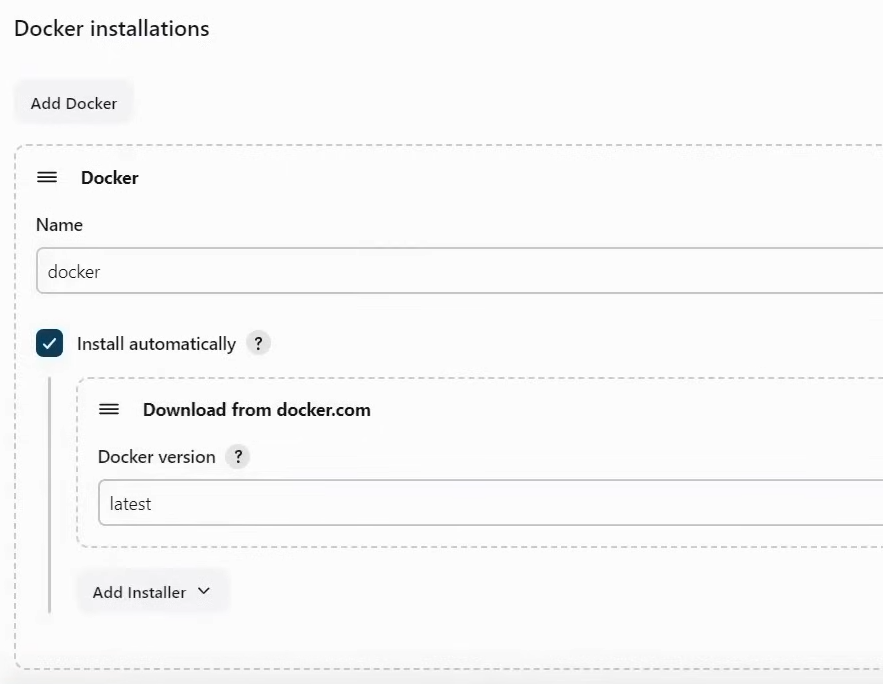 Docker installations
Add Docker
Docker
Name
docker
Install automatically ?
Download from docker.com
Docker version ?
latest
Add Installer